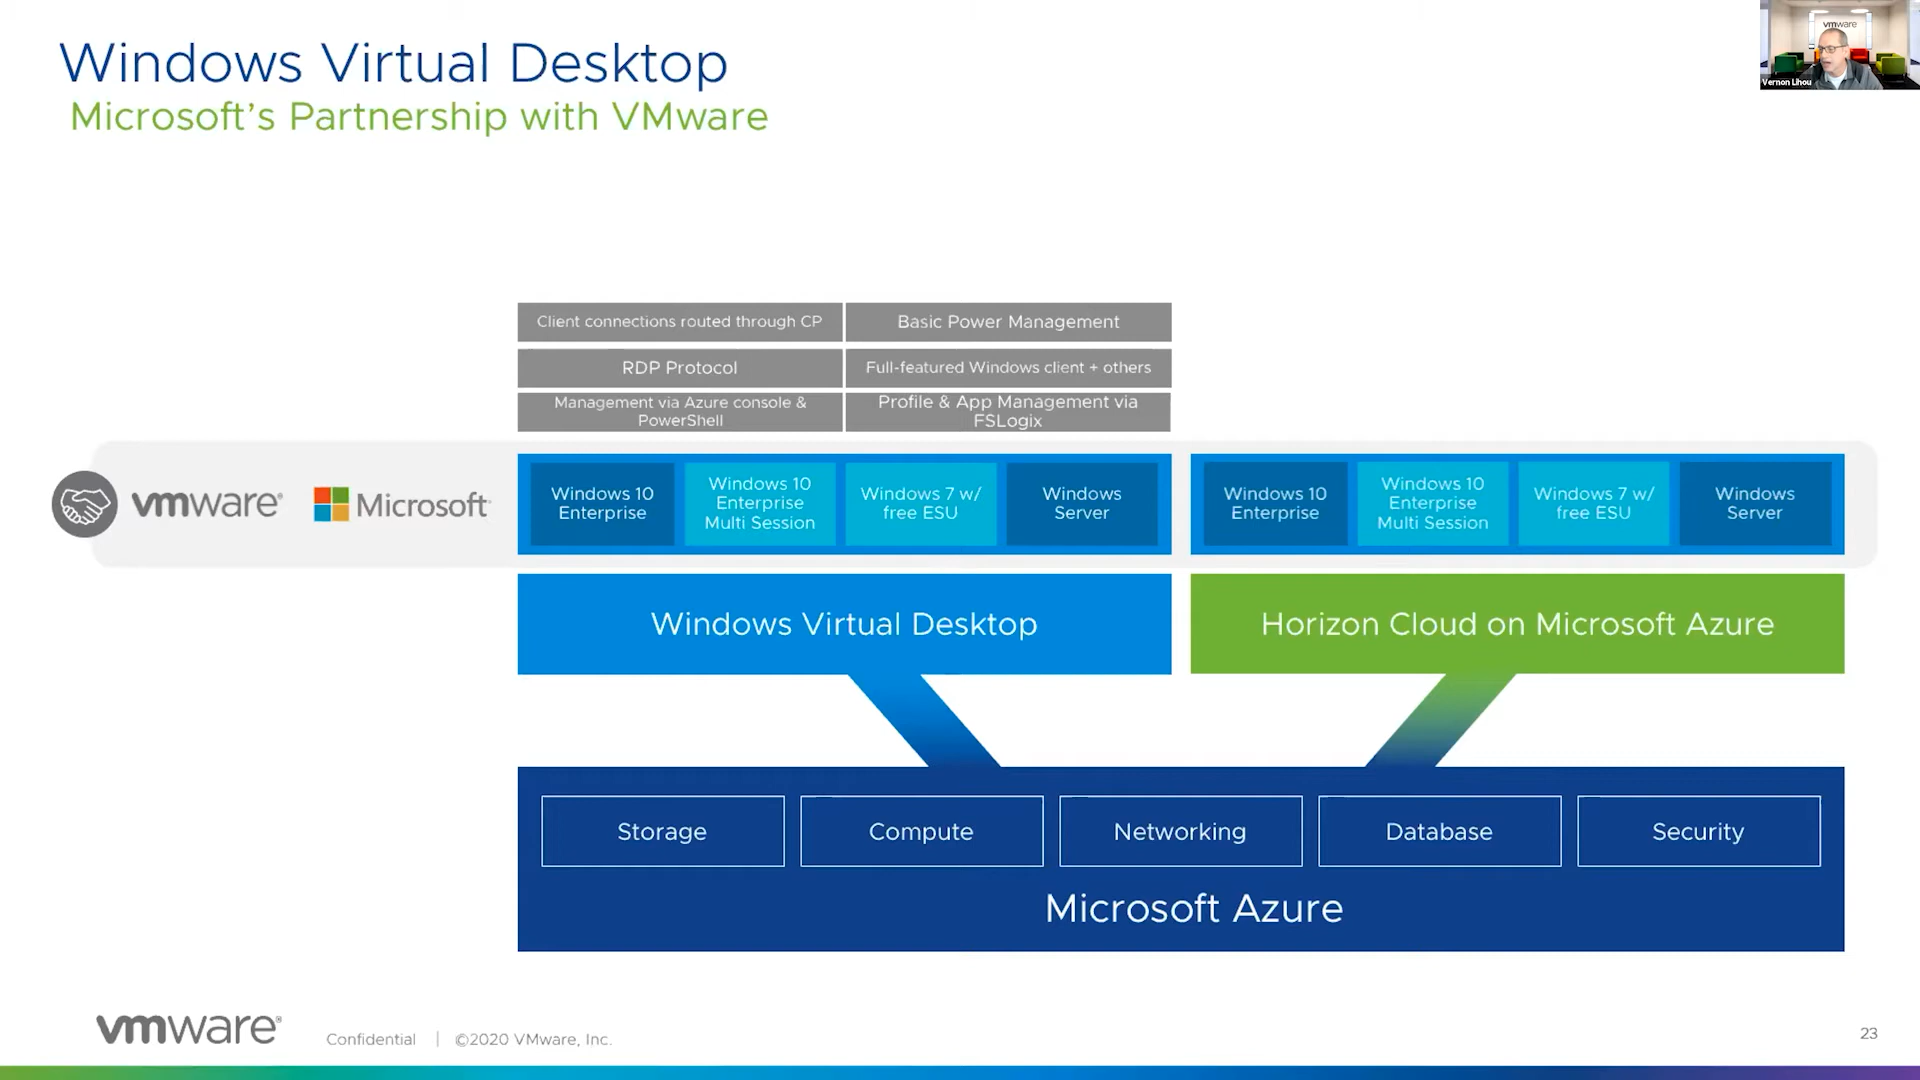 Windows Virtual Desktop
Microsoft's Partnership with VMware
vmware
Vernon Lihou
Client connections routed through CP
Basic Power Management
RDP Protocol
Full-featured Windows client + others
Management via Azure console &
PowerShell
Profile & App Management via
FSLogix
vmware®
Microsoft
Windows 10
Enterprise
Windows 10
Enterprise
Multi Session
Windows 7 w/
free ESU
Windows
Server
Windows 10
Enterprise
Windows 10
Enterprise
Multi Session
Windows 7 w/
free ESU
Windows
Server
Windows Virtual Desktop
Horizon Cloud on Microsoft Azure
Storage
Compute
Networking
Database
Security
Microsoft Azure
vmware®
Confidential | ©2020 VMware, Inc.
23